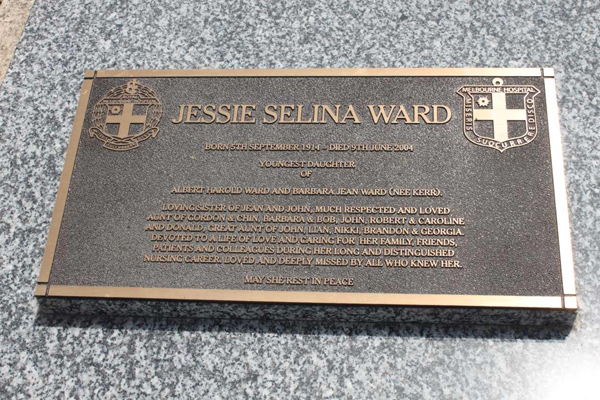 JESSIE SELINA WARD
MELBOURNE HOSPITAL
MISERIS SUCCURRERE DISCO
BORN 5TH SEPTEMBER 1914 - DIED 9TH JUNE 2004
YOUNGEST DAUGHTER
OF
ALBERT HAROLD WARD AND BARBARA JEAN WARD (NEE KERR).
LOVING SISTER OF JEAN AND JOHN, MUCH RESPECTED AND LOVED
AUNT OF GORDON & CHIN, BARBARA & BOB, JOHN, ROBERT & CAROLINE
AND DONALD, GREAT AUNT OF JOHN, LIAN, NIKKI, BRANDON & GEORGIA.
DEVOTED TO A LIFE OF LOVE AND CARING FOR HER FAMILY, FRIENDS,
PATIENTS AND COLLEAGUES DURING HER LONG AND DISTINGUISHED
NURSING CAREER. LOVED AND DEEPLY MISSED BY ALL WHO KNEW HER.
MAY SHE REST IN PEACE